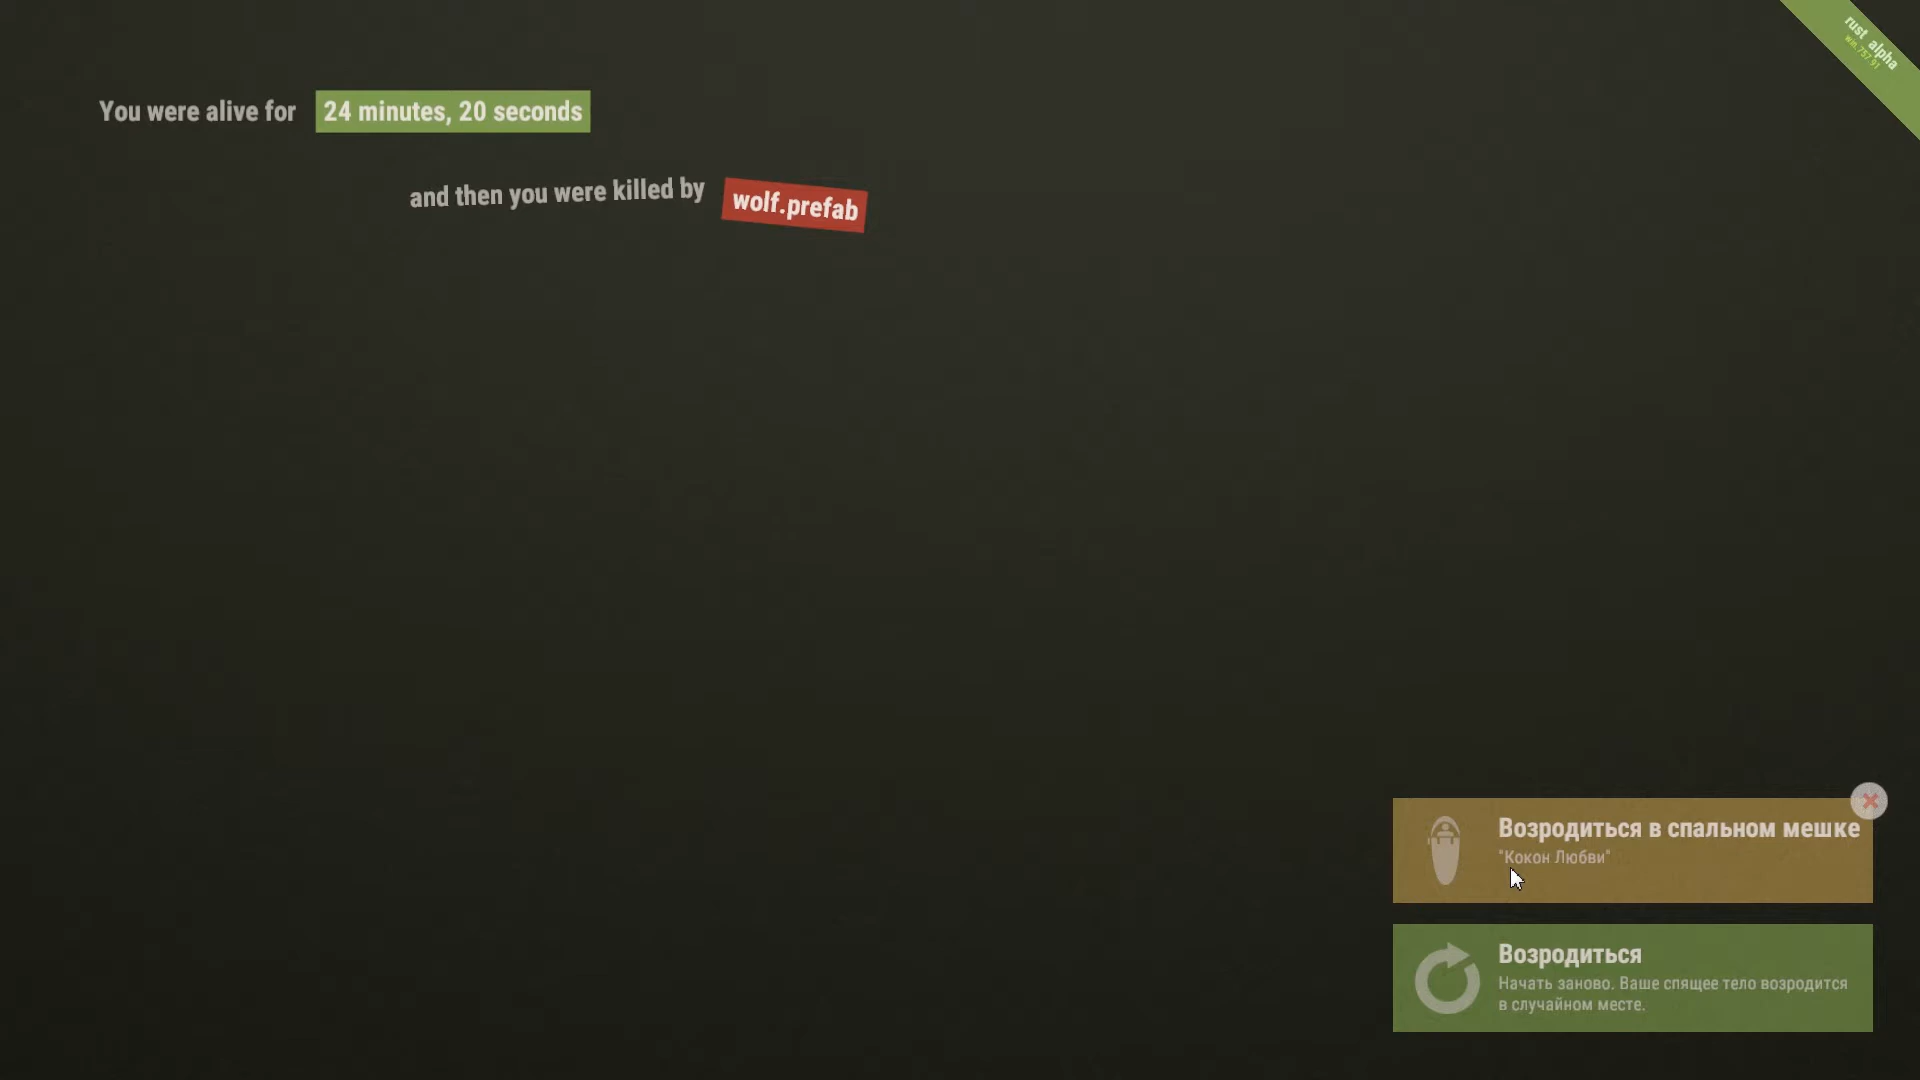 rust alpha
You were alive for 24 minutes, 20 seconds
and then you were killed by wolf.prefab
Возродиться в спальном мешке
"Кокон Любви"
Возродиться
Начать заново. Ваше спящее тело возродится
в случайном месте.